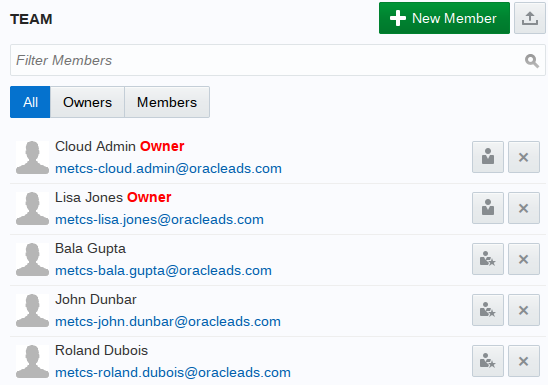 TEAM
New Member
Filter Members
All Owners Members
Cloud Admin Owner
metcs-cloud.admin@oracleads.com
Lisa Jones Owner
metcs-lisa.jones@oracleads.com
Bala Gupta
metcs-bala.gupta@oracleads.com
John Dunbar
metcs-john.dunbar@oracleads.com
Roland Dubois
metcs-roland.dubois@oracleads.com